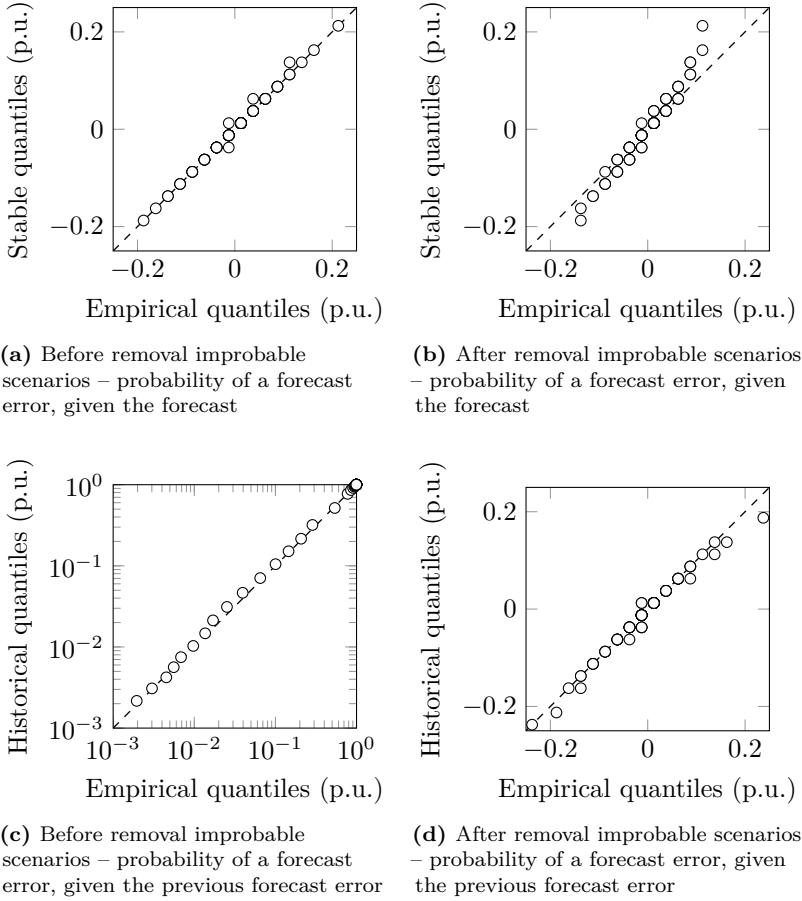 0.2
0
−0.2
−0.2 0 0.2
Stable quantiles (p.u.)
Empirical quantiles (p.u.)
(a) Before removal improbable
scenarios – probability of a forecast
error, given the forecast
0.2
0
−0.2
−0.2 0 0.2
Stable quantiles (p.u.)
Empirical quantiles (p.u.)
(b) After removal improbable scenarios
– probability of a forecast error, given
the forecast
10⁰
10⁻¹
10⁻²
10⁻³
10⁻³ 10⁻² 10⁻¹ 10⁰
Historical quantiles (p.u.)
Empirical quantiles (p.u.)
(c) Before removal improbable
scenarios – probability of a forecast
error, given the previous forecast error
0.2
0
−0.2
−0.2 0 0.2
Historical quantiles (p.u.)
Empirical quantiles (p.u.)
(d) After removal improbable scenarios
– probability of a forecast error, given
the previous forecast error